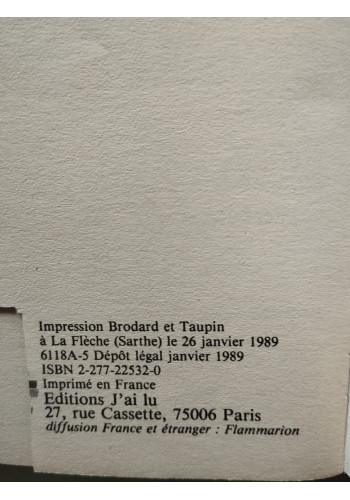 Impression Brodard et Taupin
à La Flèche (Sarthe) le 26 janvier 1989
6118A-5 Dépôt légal janvier 1989
ISBN 2-277-22532-0
Imprimé en France
Editions J'ai lu
27, rue Cassette, 75006 Paris
diffusion France et étranger : Flammarion